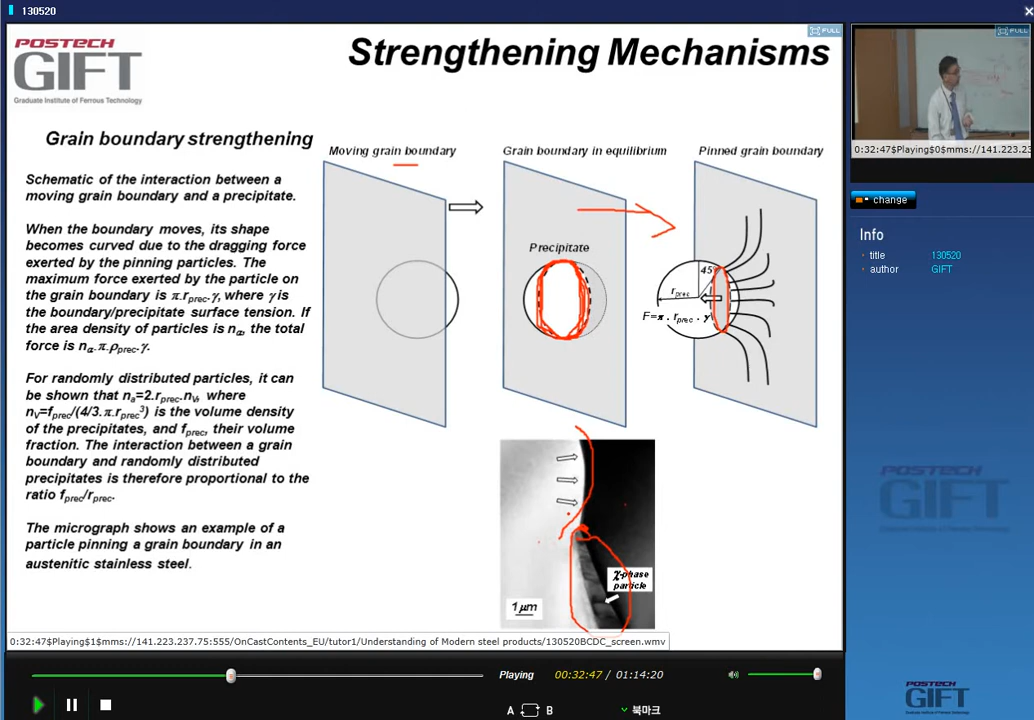 130520
POSTECH
GIFT
Graduate Institute of Ferrous Technology
Strengthening Mechanisms
FULL
FULL
Grain boundary strengthening
Schematic of the interaction between a
moving grain boundary and a precipitate.
When the boundary moves, its shape
becomes curved due to the dragging force
exerted by the pinning particles. The
maximum force exerted by the particle on
the grain boundary is π.rprec.γ, where γ is
the boundary/precipitate surface tension. If
the area density of particles is nα, the total
force is nα.π.ρprec.γ.
For randomly distributed particles, it can
be shown that na=2.rprec.nV, where
nV=fprec/(4/3.π.rprec3) is the volume density
of the precipitates, and fprec, their volume
fraction. The interaction between a grain
boundary and randomly distributed
precipitates is therefore proportional to the
ratio fprec/rprec.
The micrograph shows an example of a
particle pinning a grain boundary in an
austenitic stainless steel.
Moving grain boundary
Grain boundary in equilibrium
Pinned grain boundary
Precipitate
45
rprec
F=π . rprec . γ
χ-phase
particle
1 μm
0:32:47$Playing$0$mms://141.223.23
change
Info
title 130520
author GIFT
0:32:47$Playing$1$mms://141.223.237.75:555/OnCastContents_EU/tutor1/Understanding of Modern steel products/130520BCDC_screen.wmv
Playing
00:32:47 / 01:14:20
A B
북마크
POSTECH
GIFT
POSTECH
GIFT
Graduate Institute of Ferrous Technology